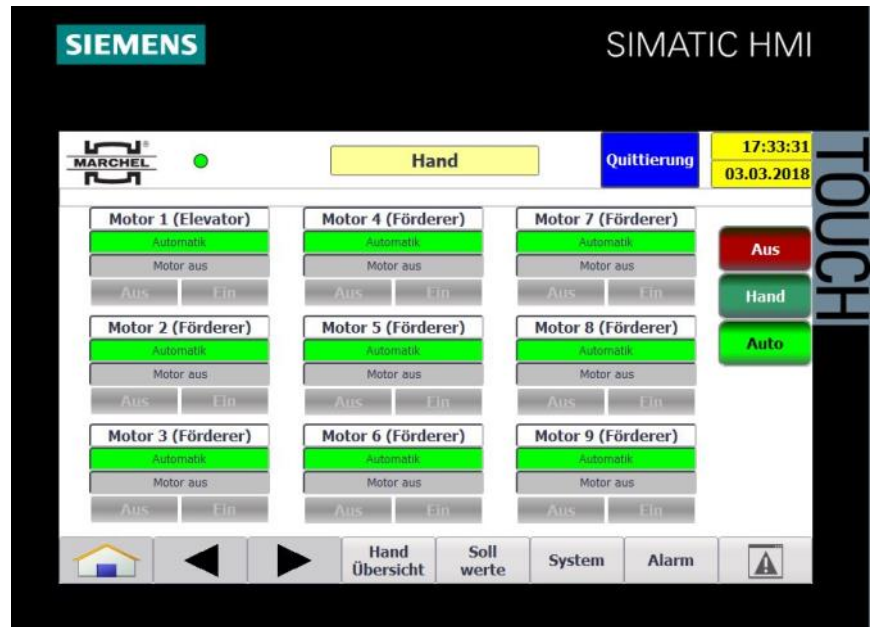 SIEMENS
SIMATIC HMI
TOUCH
MARCHEL
Hand
Quittierung
17:33:31
03.03.2018
Motor 1 (Elevator)
Automatik
Motor aus
Aus Ein
Motor 4 (Förderer)
Automatik
Motor aus
Aus Ein
Motor 7 (Förderer)
Automatik
Motor aus
Aus Ein
Motor 2 (Förderer)
Automatik
Motor aus
Aus Ein
Motor 5 (Förderer)
Automatik
Motor aus
Aus Ein
Motor 8 (Förderer)
Automatik
Motor aus
Aus Ein
Motor 3 (Förderer)
Automatik
Motor aus
Aus Ein
Motor 6 (Förderer)
Automatik
Motor aus
Aus Ein
Motor 9 (Förderer)
Automatik
Motor aus
Aus Ein
Aus
Hand
Auto
Hand
Übersicht
Soll
werte
System
Alarm